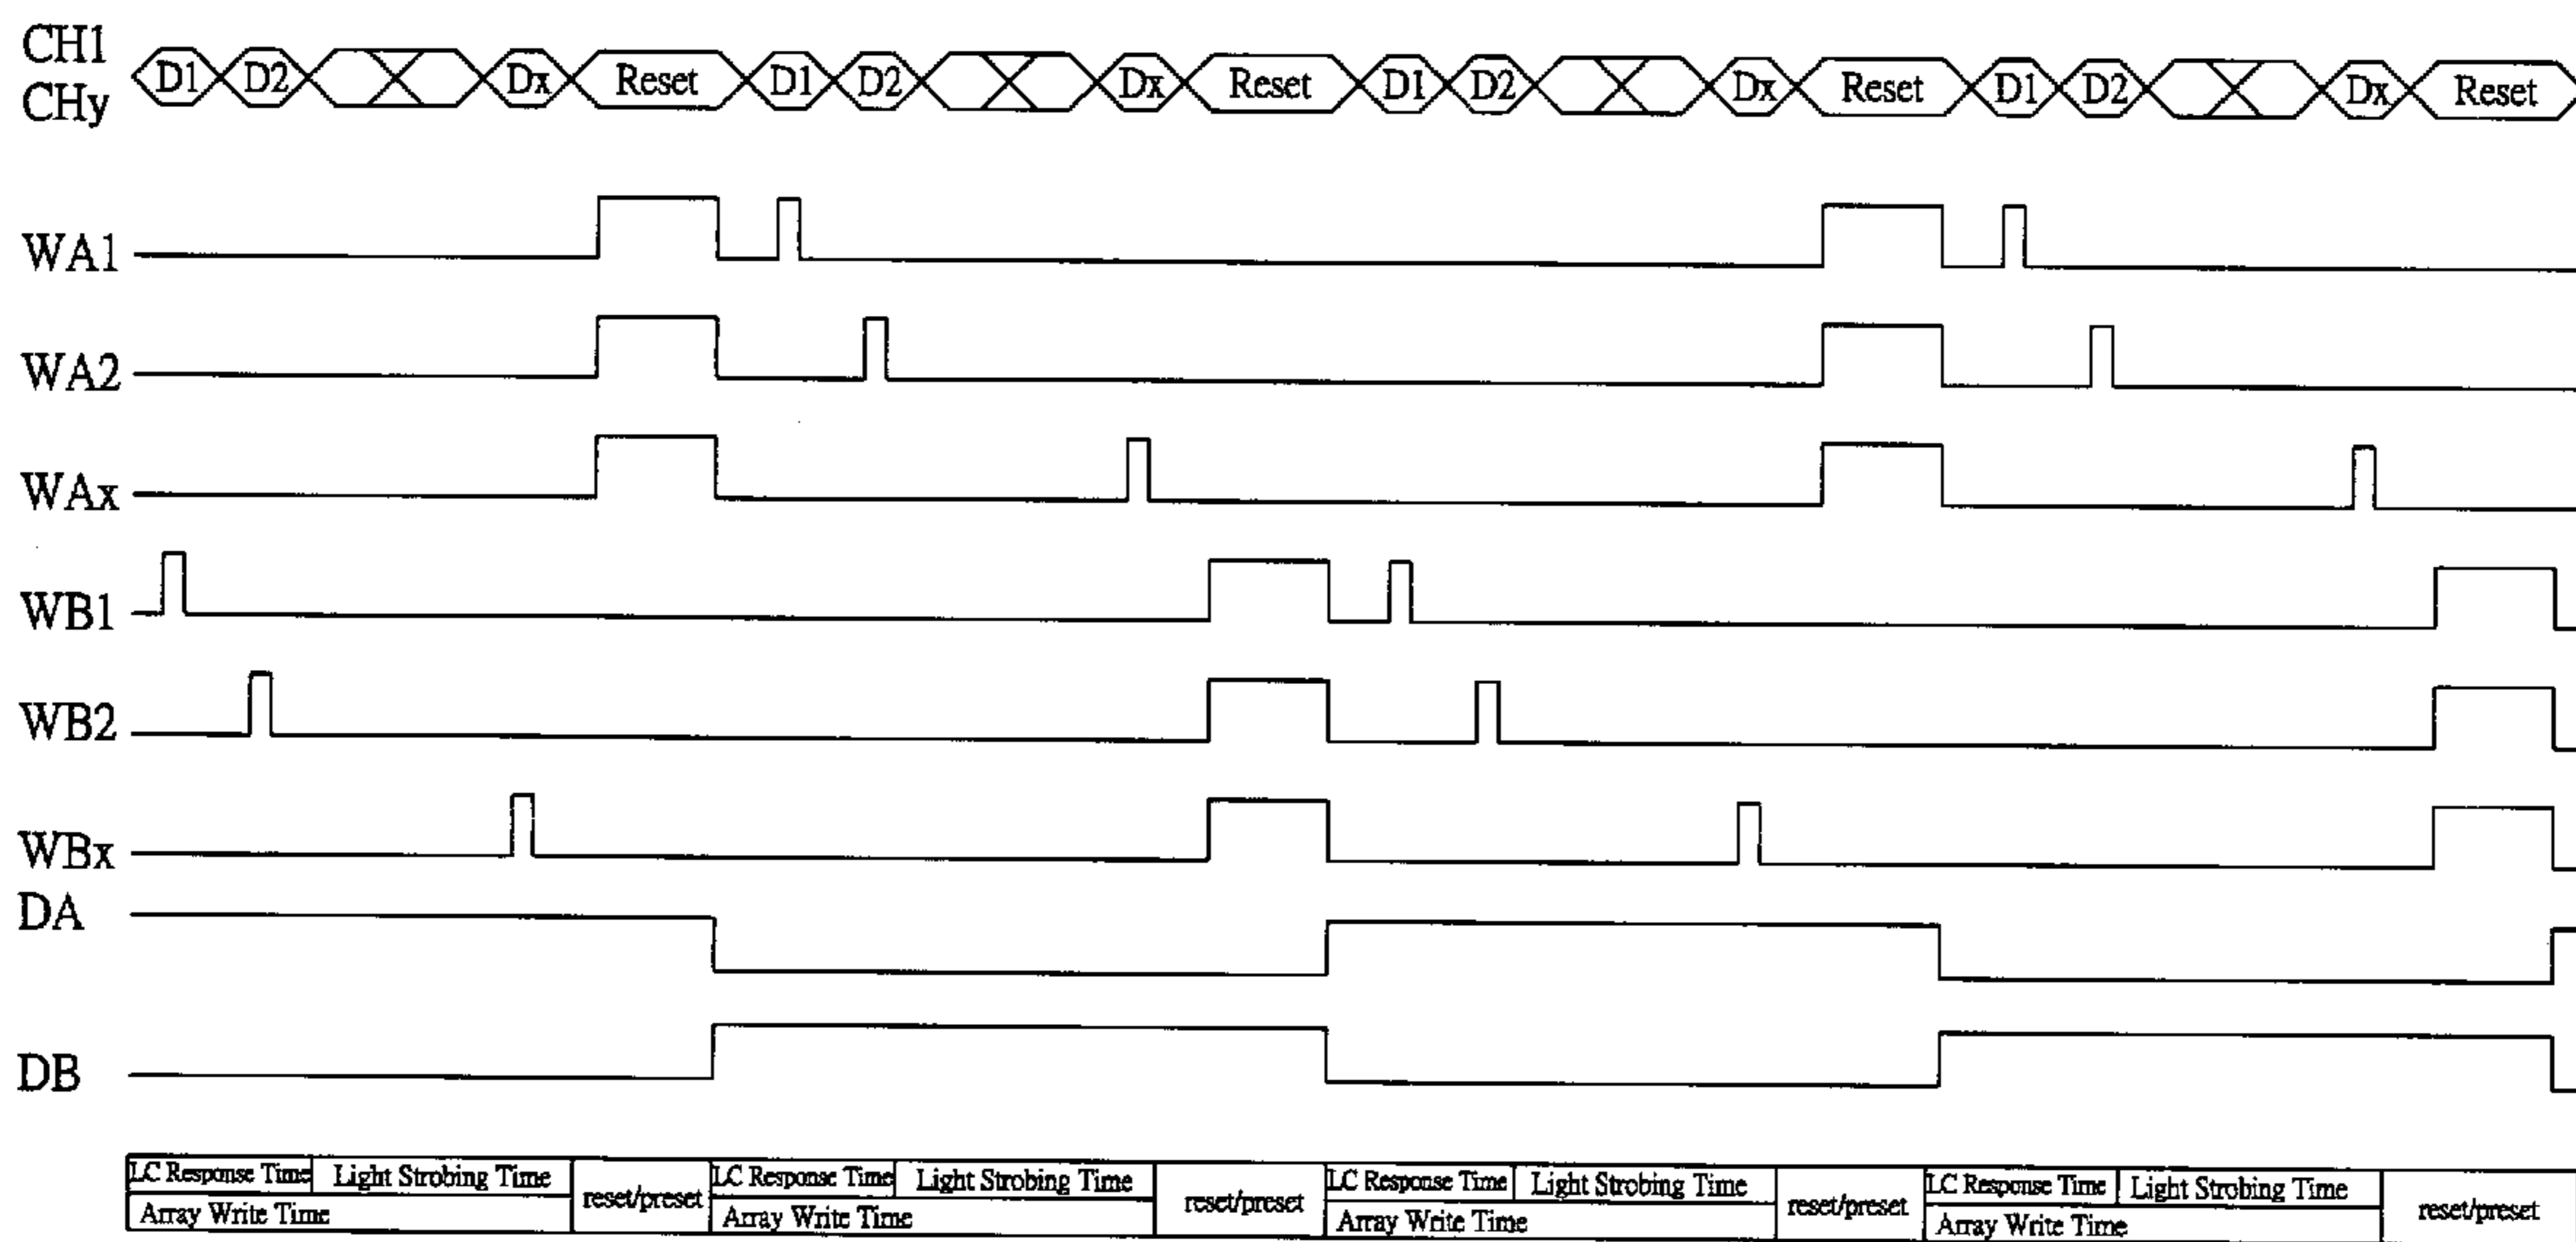 CH1
CHy
D1 D2 Dx Reset D1 D2 Dx Reset D1 D2 Dx Reset D1 D2 Dx Reset
WA1
WA2
WAx
WB1
WB2
WBx
DA
DB
LC Response Time Light Strobing Time reset/preset LC Response Time Light Strobing Time reset/preset LC Response Time Light Strobing Time reset/preset LC Response Time Light Strobing Time reset/preset
Array Write Time Array Write Time Array Write Time Array Write Time